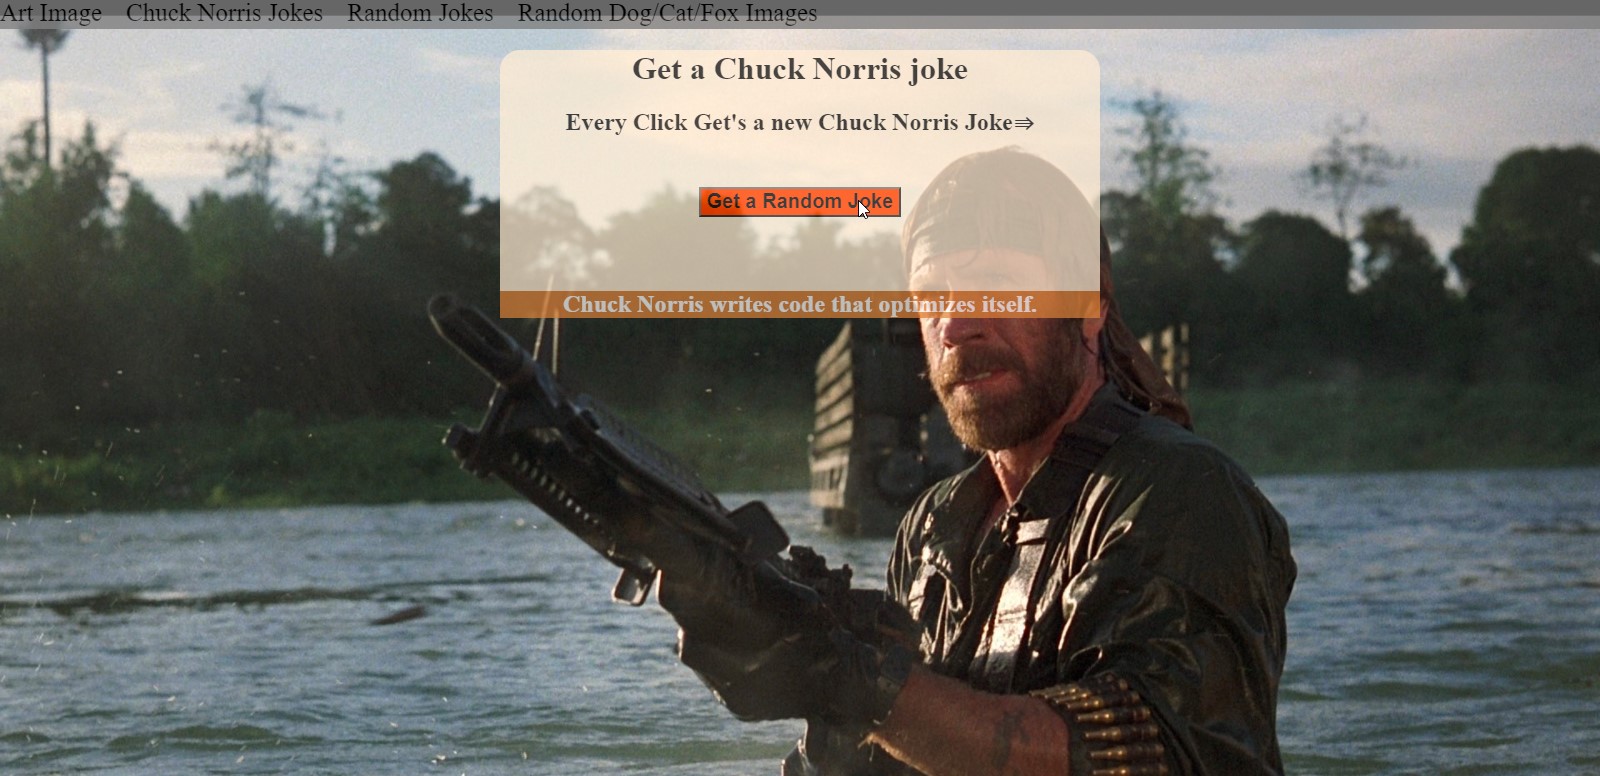 Art Image Chuck Norris Jokes Random Jokes Random Dog/Cat/Fox Images
Get a Chuck Norris joke
Every Click Get's a new Chuck Norris Joke⇒
Get a Random Joke
Chuck Norris writes code that optimizes itself.